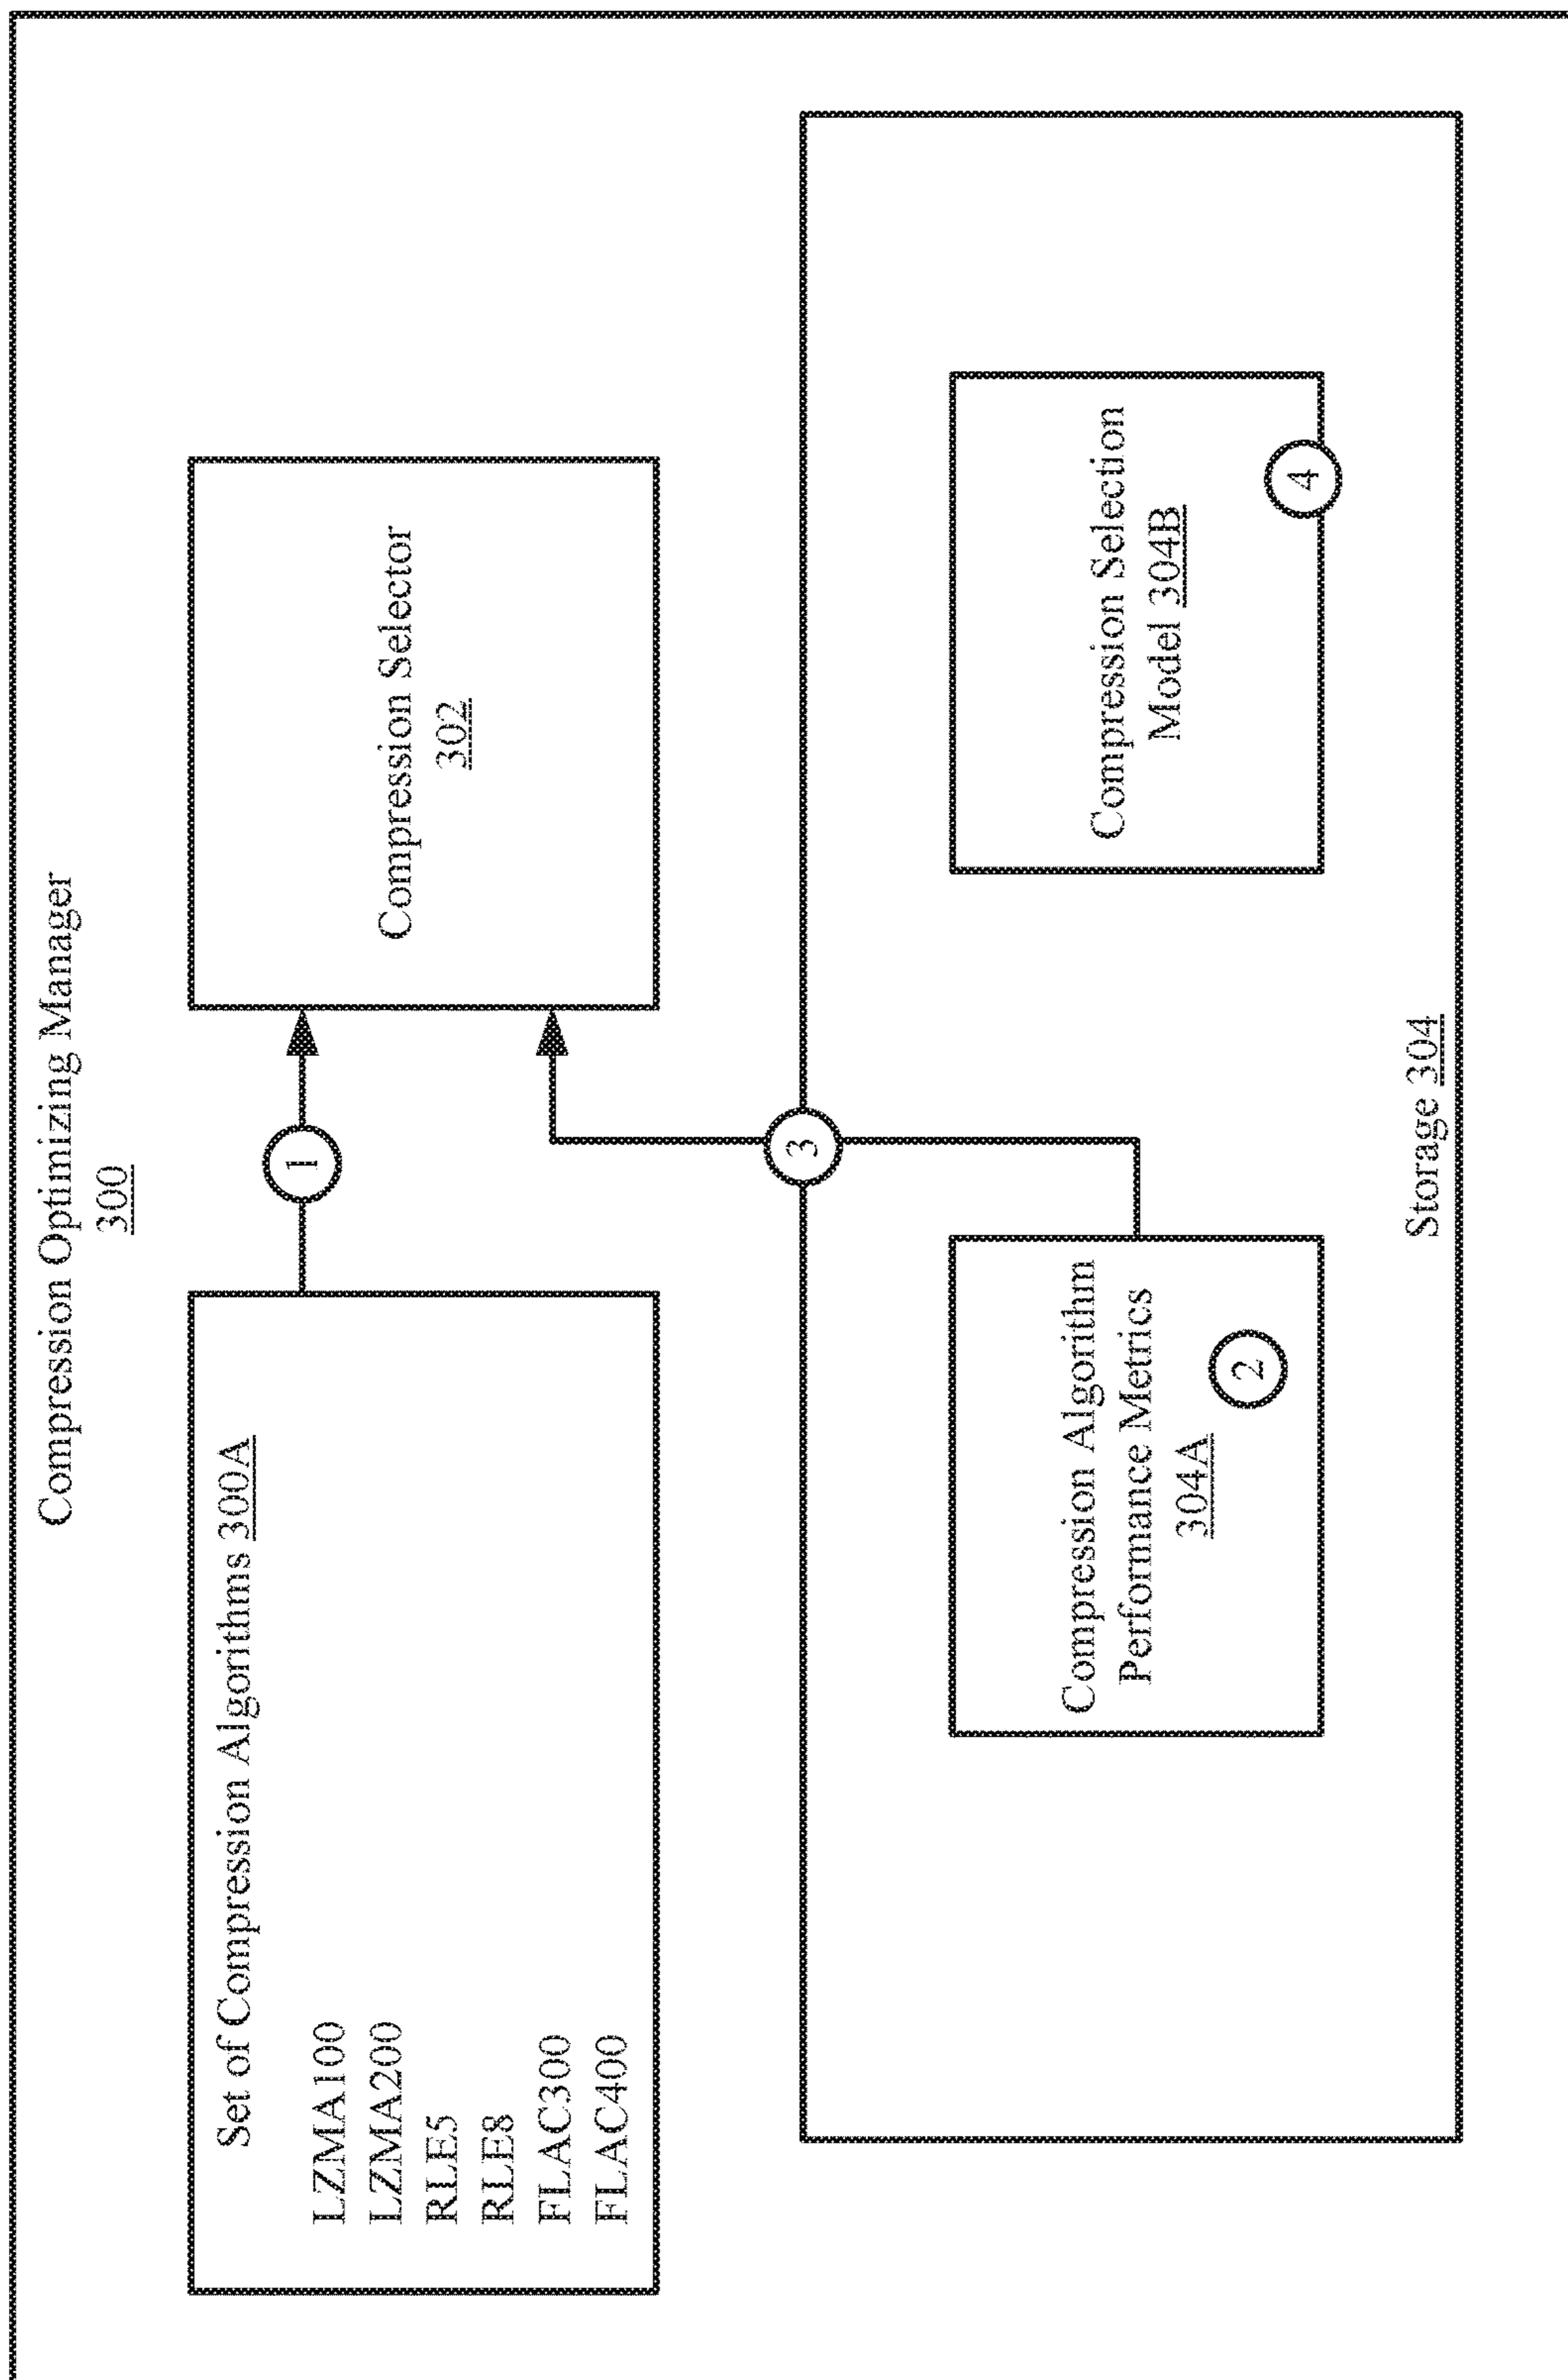 Compression Optimizing Manager
300
Set of Compression Algorithms 300A
LZMA100
LZMA200
RLE5
RLE8
FLAC300
FLAC400
1
Compression Selector
302
3
Compression Algorithm
Performance Metrics
304A
2
Compression Selection
Model 304B
4
Storage 304